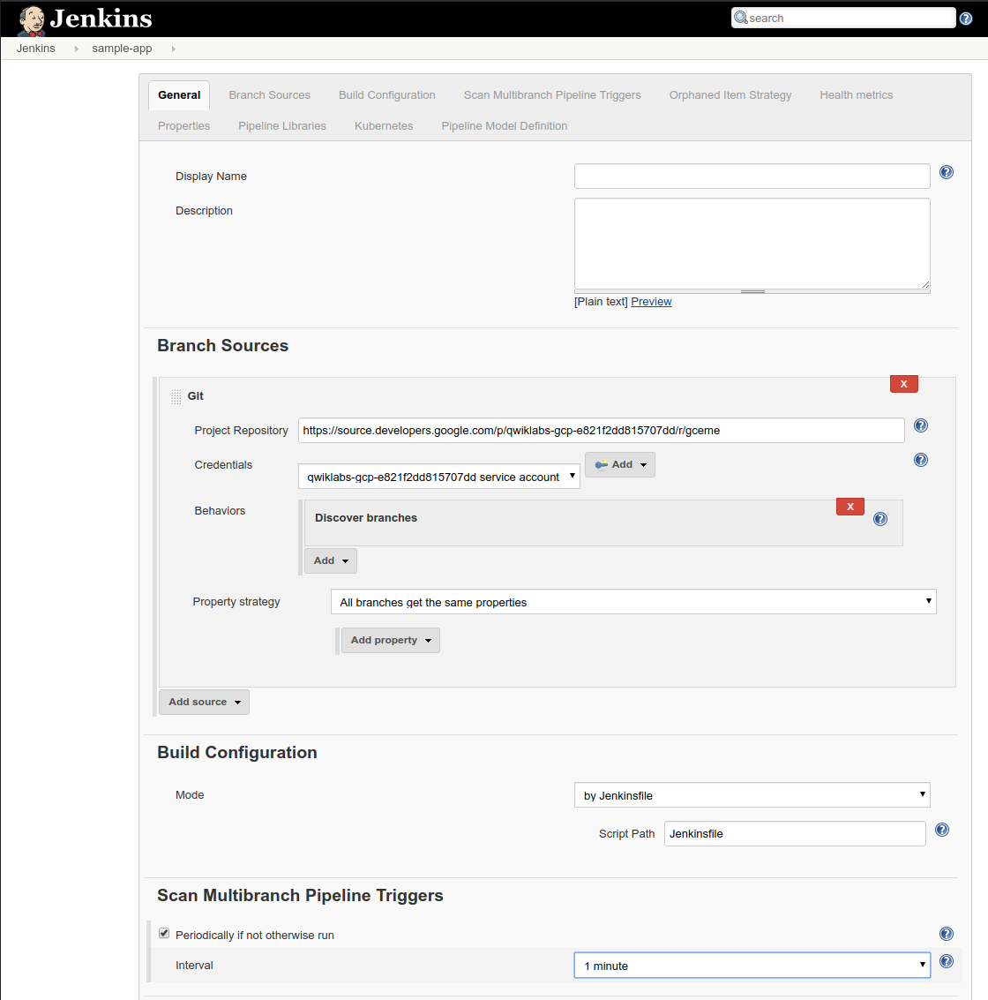 Jenkins
search
Jenkins sample-app
General Branch Sources Build Configuration Scan Multibranch Pipeline Triggers Orphaned Item Strategy Health metrics
Properties Pipeline Libraries Kubernetes Pipeline Model Definition
Display Name
Description
[Plain text] Preview
Branch Sources
X
Git
Project Repository https://source.developers.google.com/p/qwiklabs-gcp-e821f2dd815707dd/r/gceme
Credentials qwiklabs-gcp-e821f2dd815707dd service account Add
Behaviors Discover branches X
Add
Property strategy All branches get the same properties
Add property
Add source
Build Configuration
Mode by Jenkinsfile
Script Path Jenkinsfile
Scan Multibranch Pipeline Triggers
Periodically if not otherwise run
Interval 1 minute